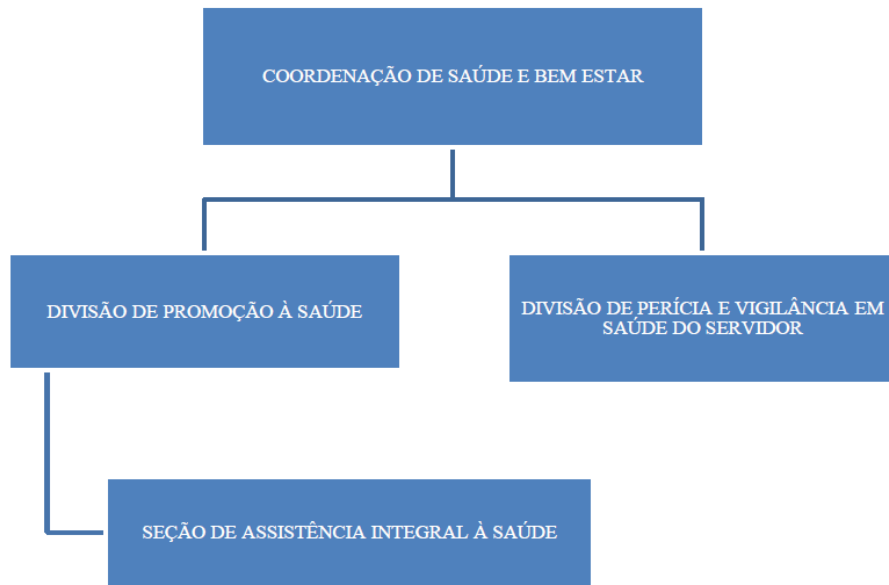 COORDENAÇÃO DE SAÚDE E BEM ESTAR
DIVISÃO DE PROMOÇÃO À SAÚDE
DIVISÃO DE PERÍCIA E VIGILÂNCIA EM
SAÚDE DO SERVIDOR
SEÇÃO DE ASSISTÊNCIA INTEGRAL À SAÚDE